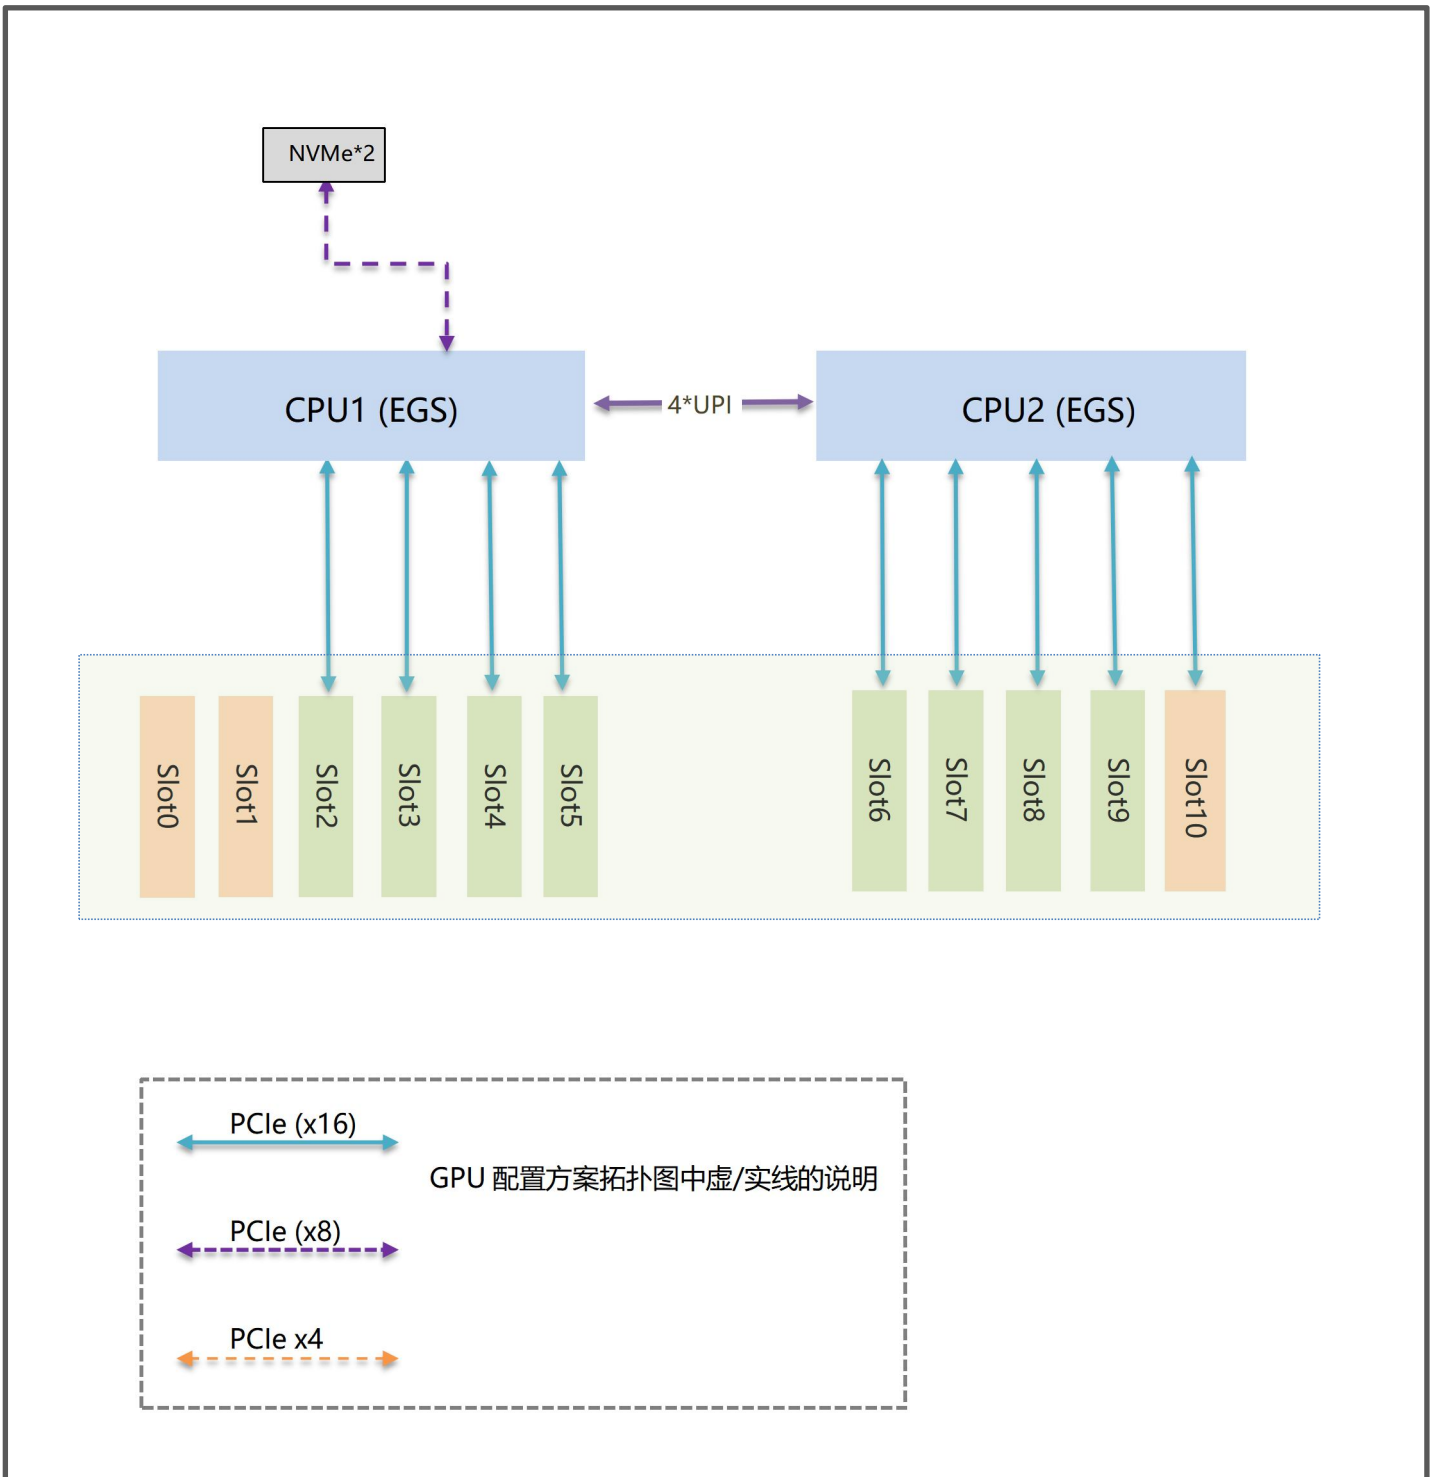 NVMe*2
CPU1 (EGS)
4*UPI
CPU2 (EGS)
Slot0
Slot1
Slot2
Slot3
Slot4
Slot5
Slot6
Slot7
Slot8
Slot9
Slot10
PCIe (x16)
GPU 配置方案拓扑图中虚/实线的说明
PCIe (x8)
PCIe x4